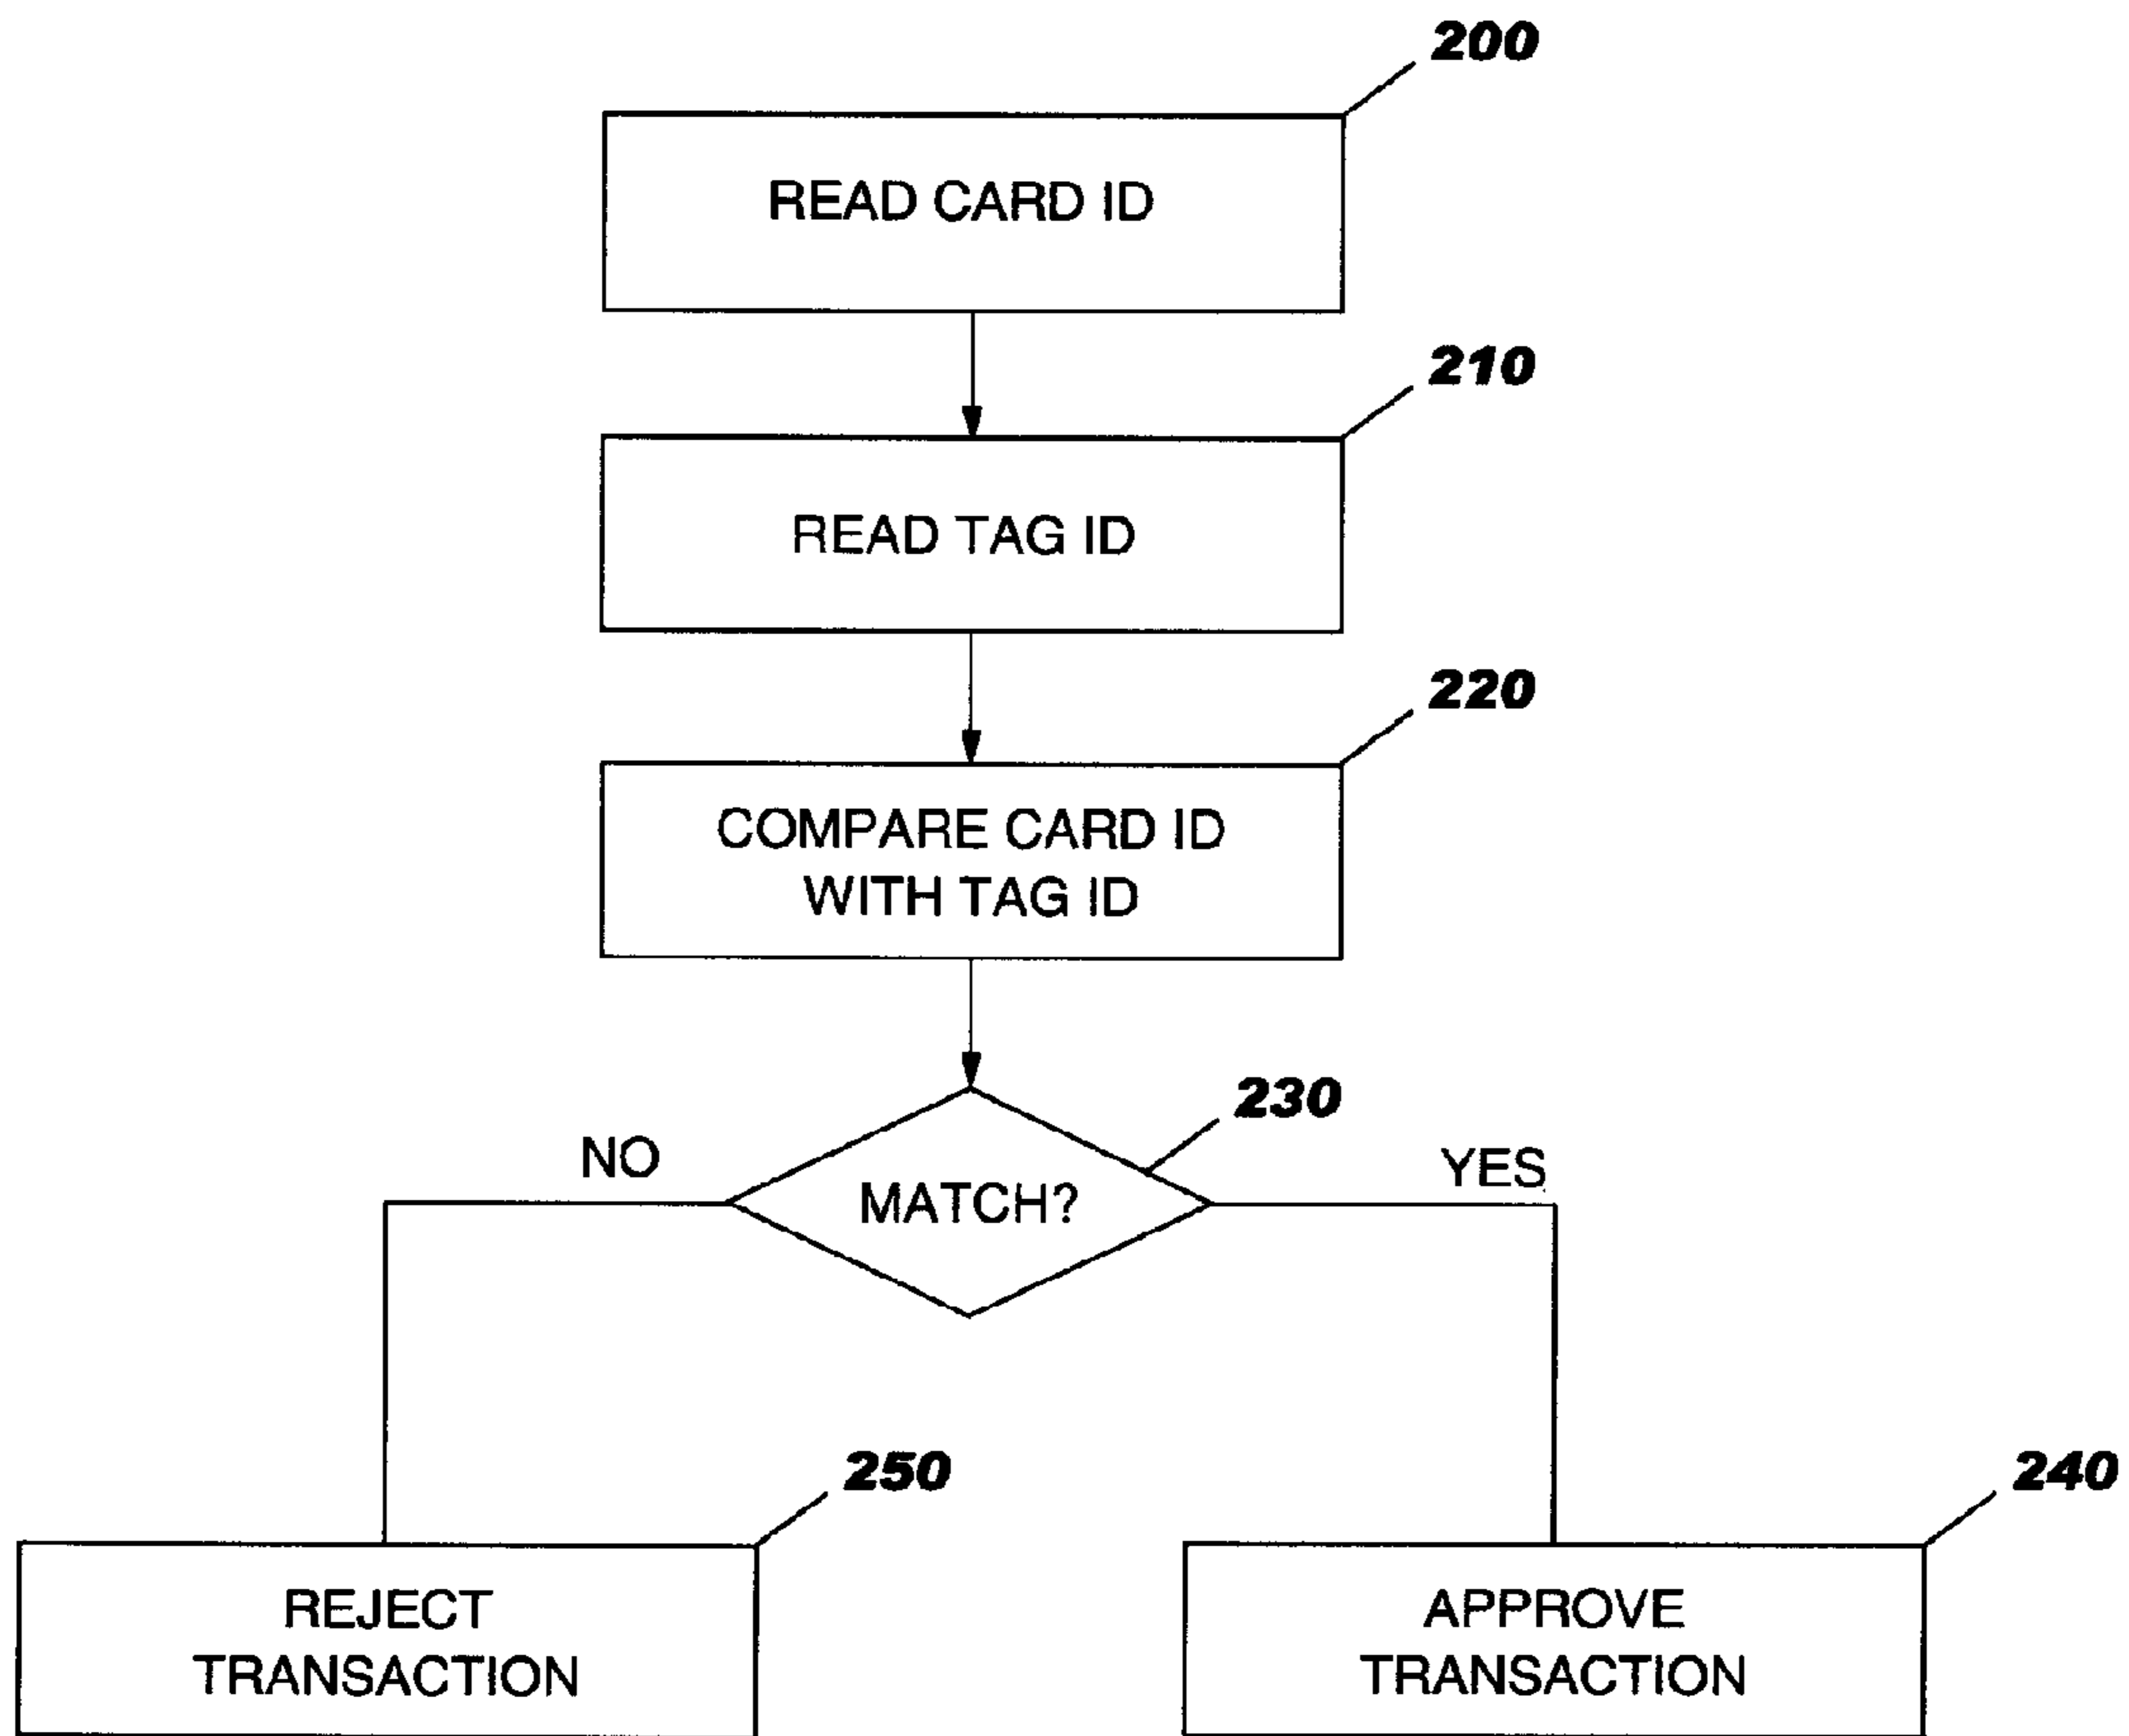 200
READ CARD ID
210
READ TAG ID
220
COMPARE CARD ID
WITH TAG ID
230
NO
YES
MATCH?
250
240
REJECT
TRANSACTION
APPROVE
TRANSACTION